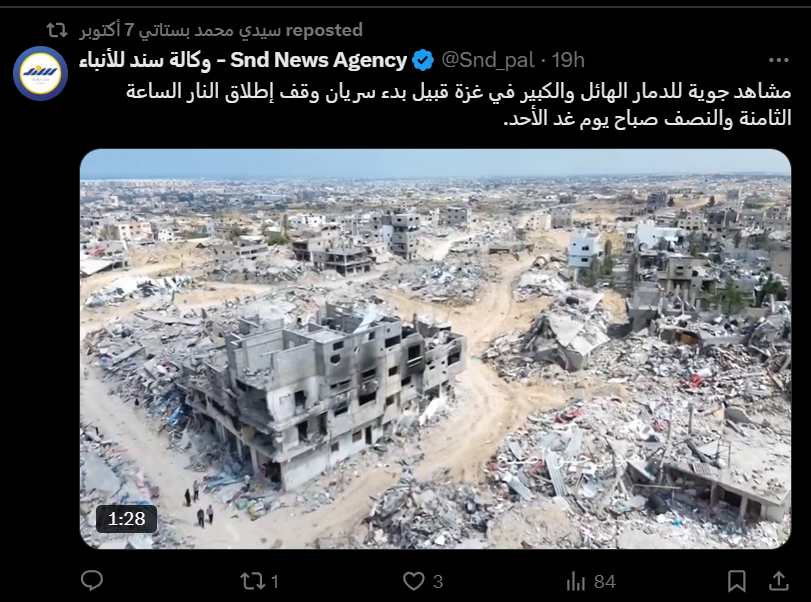 سيدي محمد بستاتي 7 أكتوبر reposted
وكالة سند للأنباء - Snd News Agency @Snd_pal · 19h
مشاهد جوية للدمار الهائل والكبير في غزة قبيل بدء سريان وقف إطلاق النار الساعة
الثامنة والنصف صباح يوم غد الأحد.
1:28
1 3 84